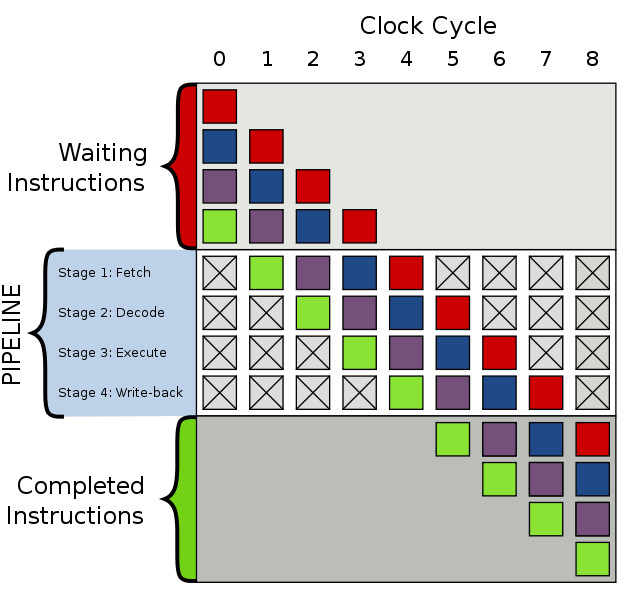 Clock Cycle
0 1 2 3 4 5 6 7 8
Waiting
Instructions
PIPELINE
Stage 1: Fetch
Stage 2: Decode
Stage 3: Execute
Stage 4: Write-back
Completed
Instructions